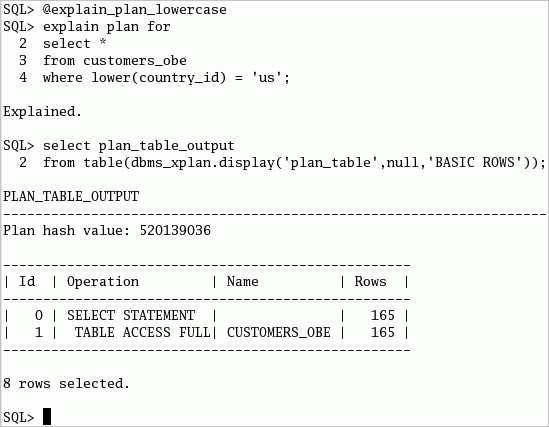 SQL> @explain_plan_lowercase
SQL> explain plan for
  2  select *
  3  from customers_obe
  4  where lower(country_id) = 'us';
Explained.
SQL> select plan_table_output
  2  from table(dbms_xplan.display('plan_table',null,'BASIC ROWS'));
PLAN_TABLE_OUTPUT
--------------------------------------------------------------------
Plan hash value: 520139036
---------------------------------------------------
| Id  | Operation         | Name          | Rows  |
---------------------------------------------------
|   0 | SELECT STATEMENT  |               |   165 |
|   1 |  TABLE ACCESS FULL| CUSTOMERS_OBE |   165 |
---------------------------------------------------
8 rows selected.
SQL>